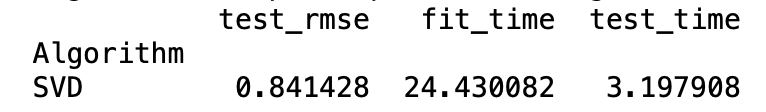 test_rmse fit_time test_time
Algorithm
SVD 0.841428 24.430082 3.197908